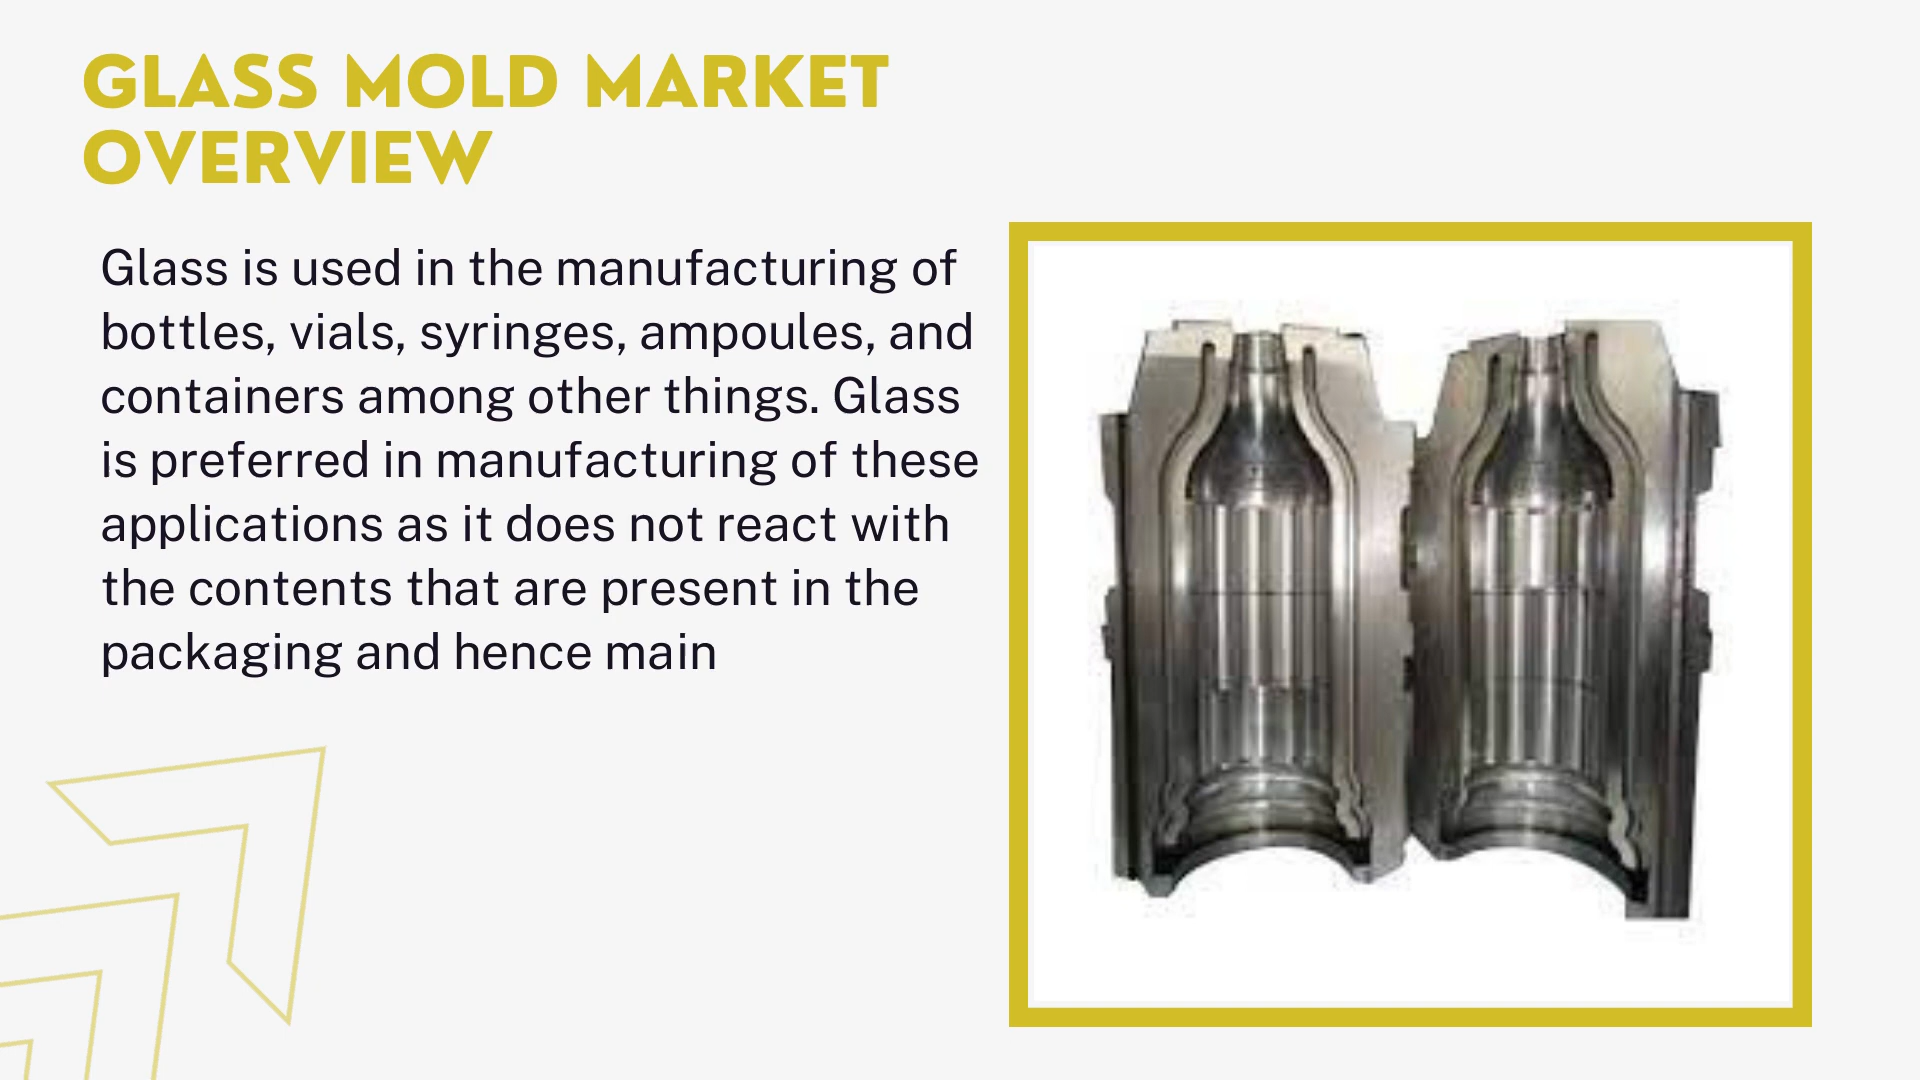 GLASS MOLD MARKET
OVERVIEW
Glass is used in the manufacturing of
bottles, vials, syringes, ampoules, and
containers among other things. Glass
is preferred in manufacturing of these
applications as it does not react with
the contents that are present in the
packaging and hence main